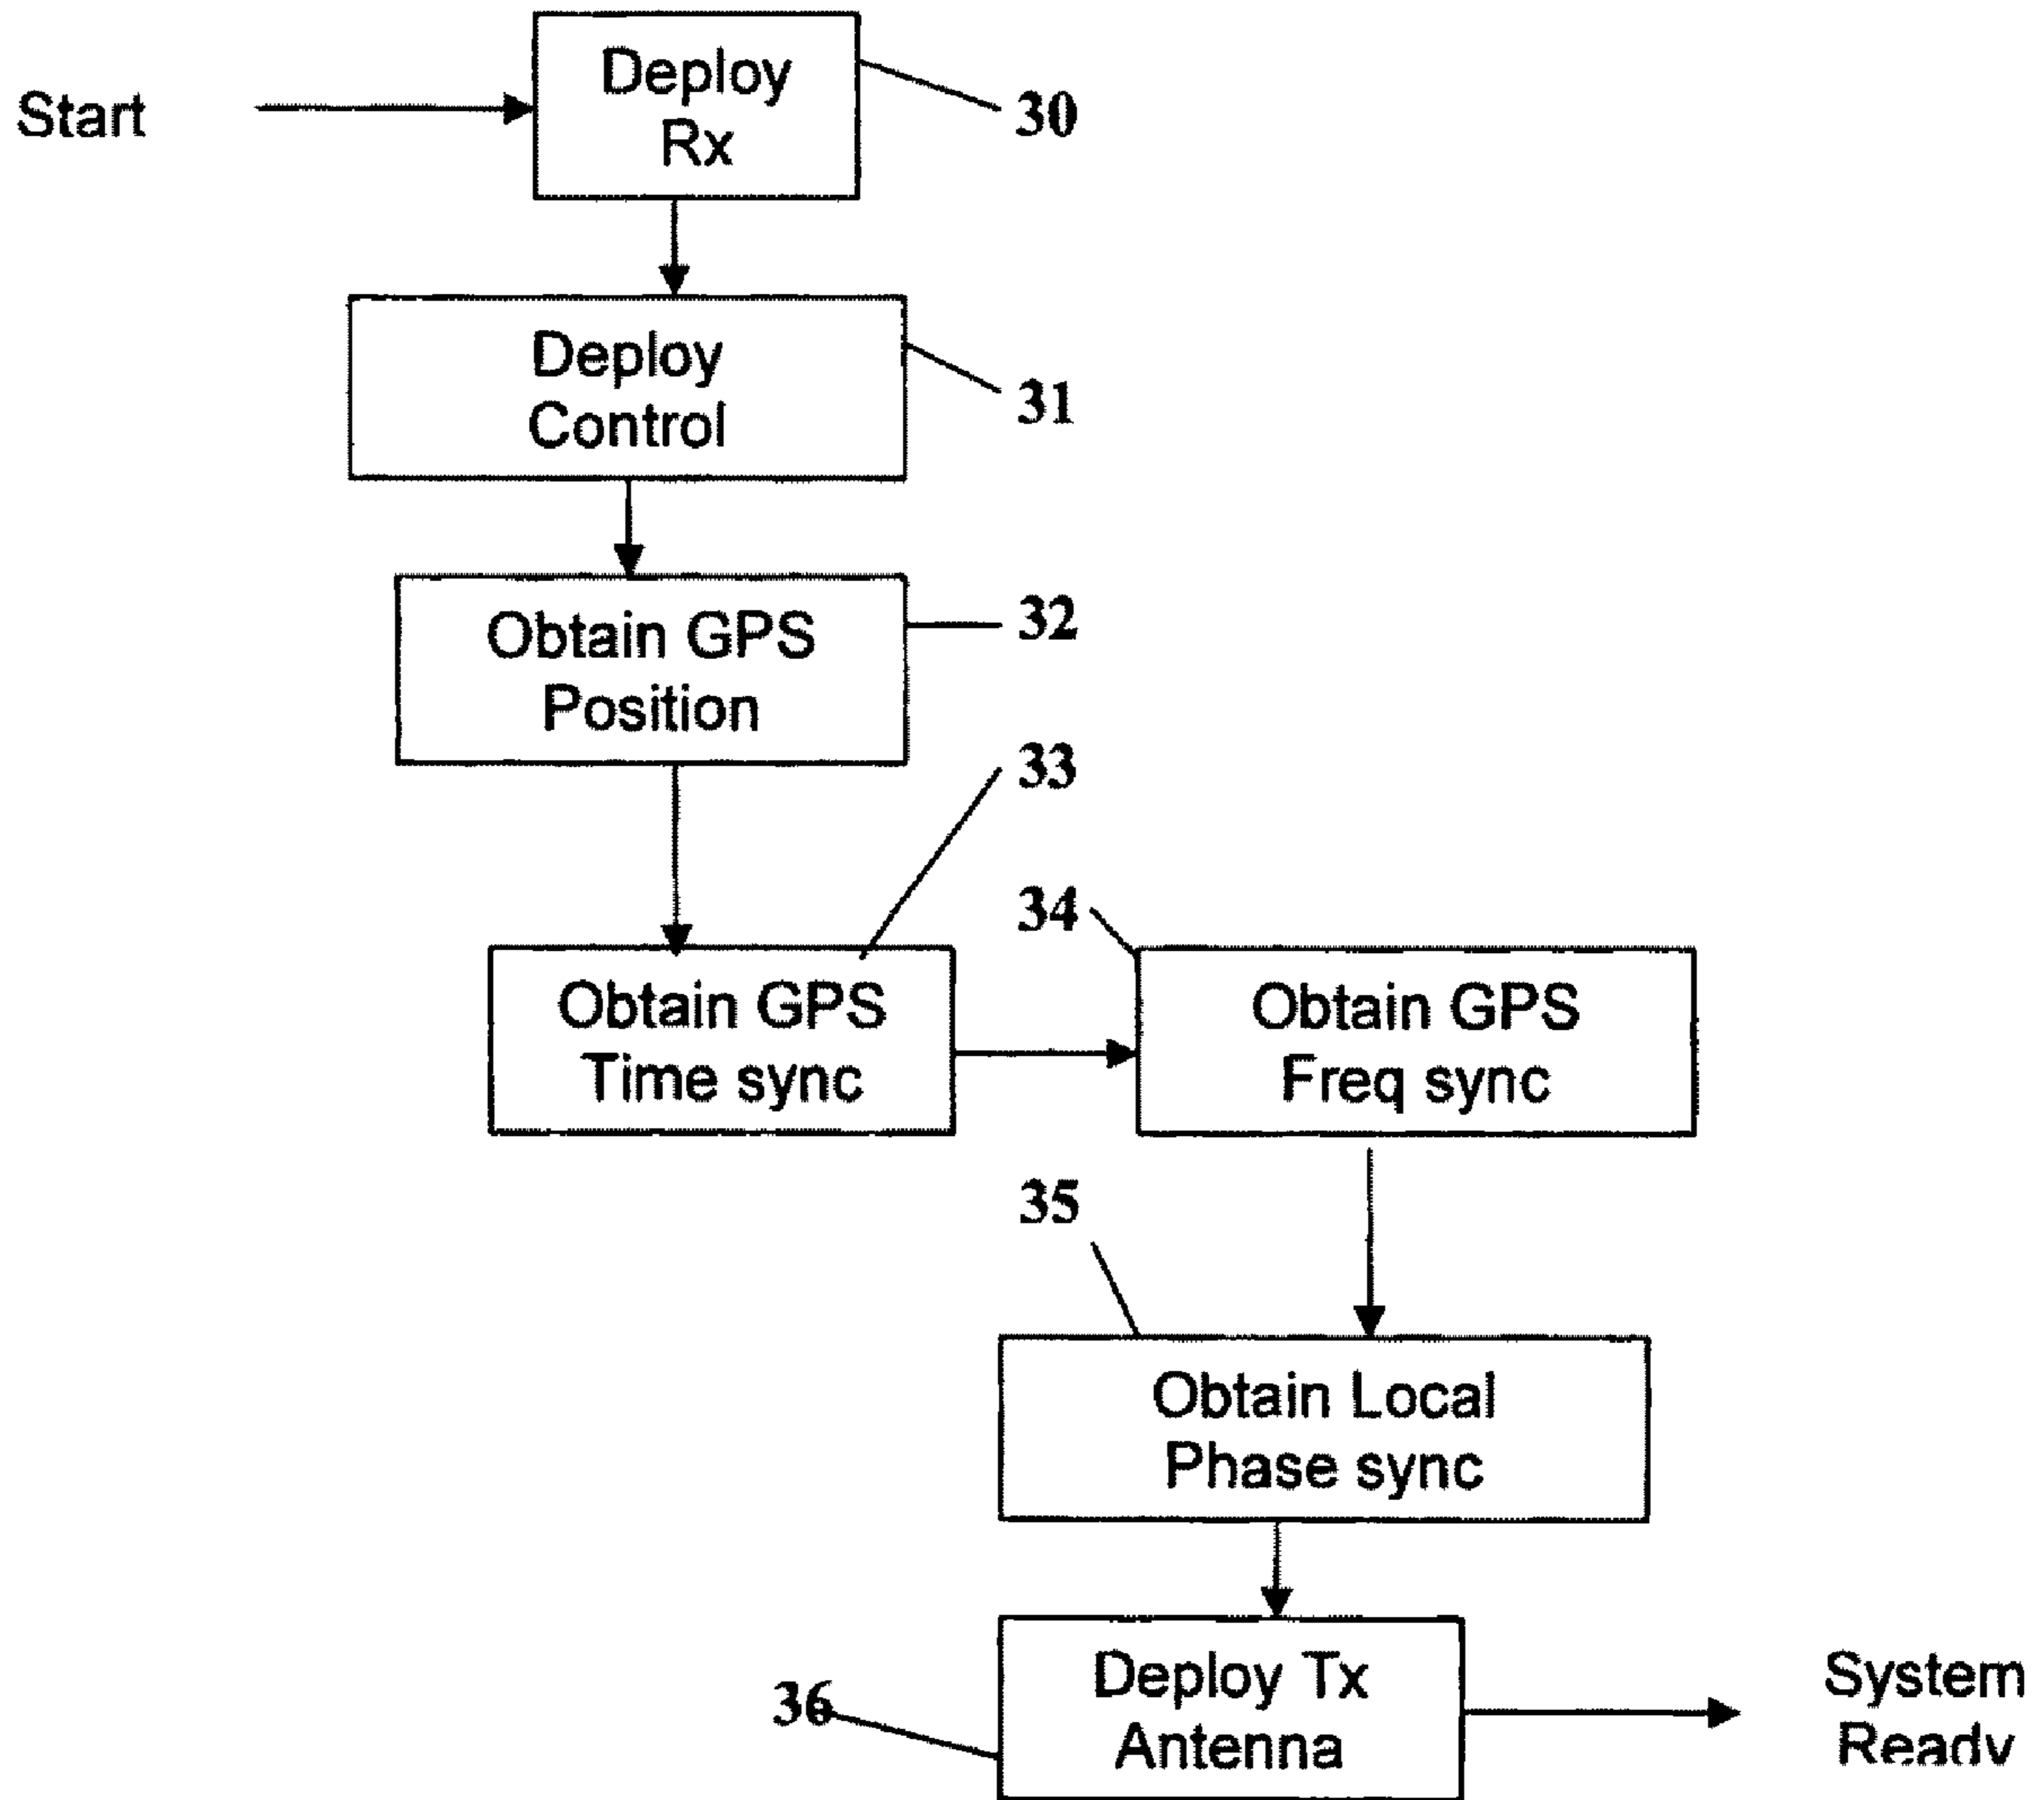 Deploy
Rx
Start
30
Deploy
Control
31
Obtain GPS
Position
32
33
34
Obtain GPS
Time sync
Obtain GPS
Freq sync
35
Obtain Local
Phase sync
36
Deploy Tx
Antenna
System
Ready